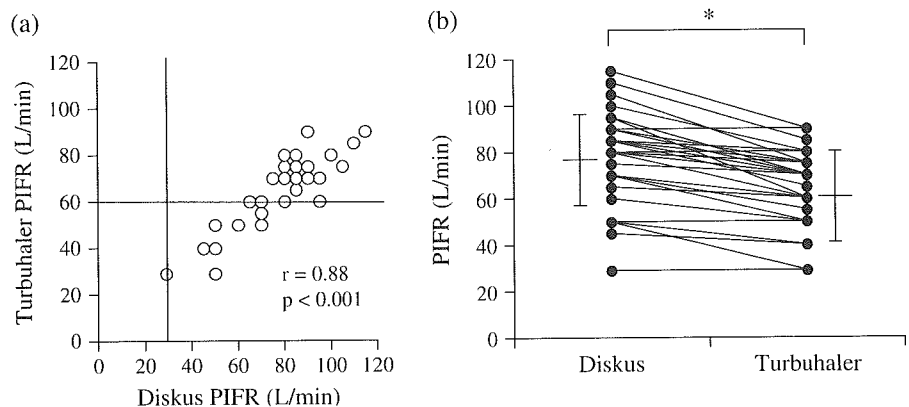 (a)
120
100
80
60
40
20
0
Turbuhaler PIFR (L/min)
0 20 40 60 80 100 120
Diskus PIFR (L/min)
r = 0.88
p < 0.001
(b)
*
120
100
80
60
40
20
0
PIFR (L/min)
Diskus Turbuhaler